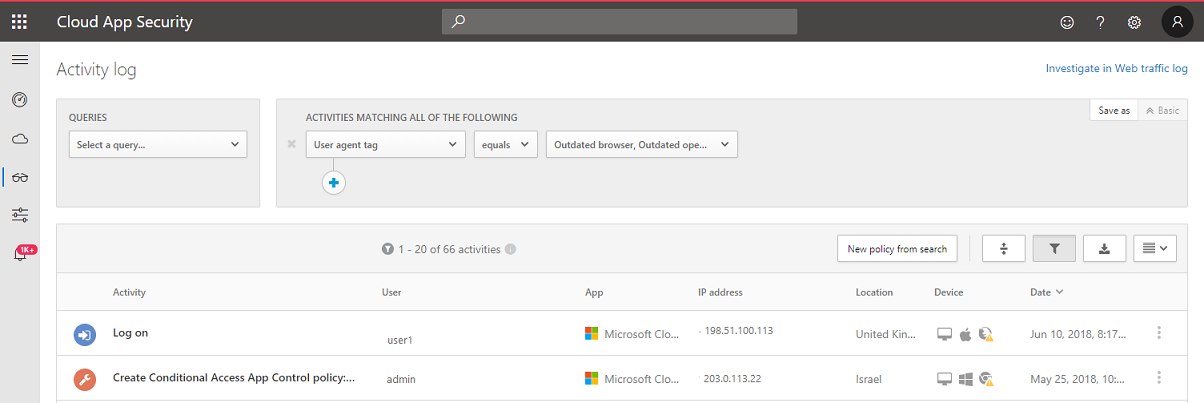 Cloud App Security
?
Activity log
Investigate in Web traffic log
QUERIES
Select a query...
ACTIVITIES MATCHING ALL OF THE FOLLOWING
Save as
Basic
User agent tag
equals
Outdated browser, Outdated ope...
1K+
1 - 20 of 66 activities
New policy from search
Activity User App IP address Location Device Date
Log on user1 Microsoft Clo... 198.51.100.113 United Kin... Jun 10, 2018, 8:17...
Create Conditional Access App Control policy:... admin Microsoft Clo... 203.0.113.22 Israel May 25, 2018, 10:...